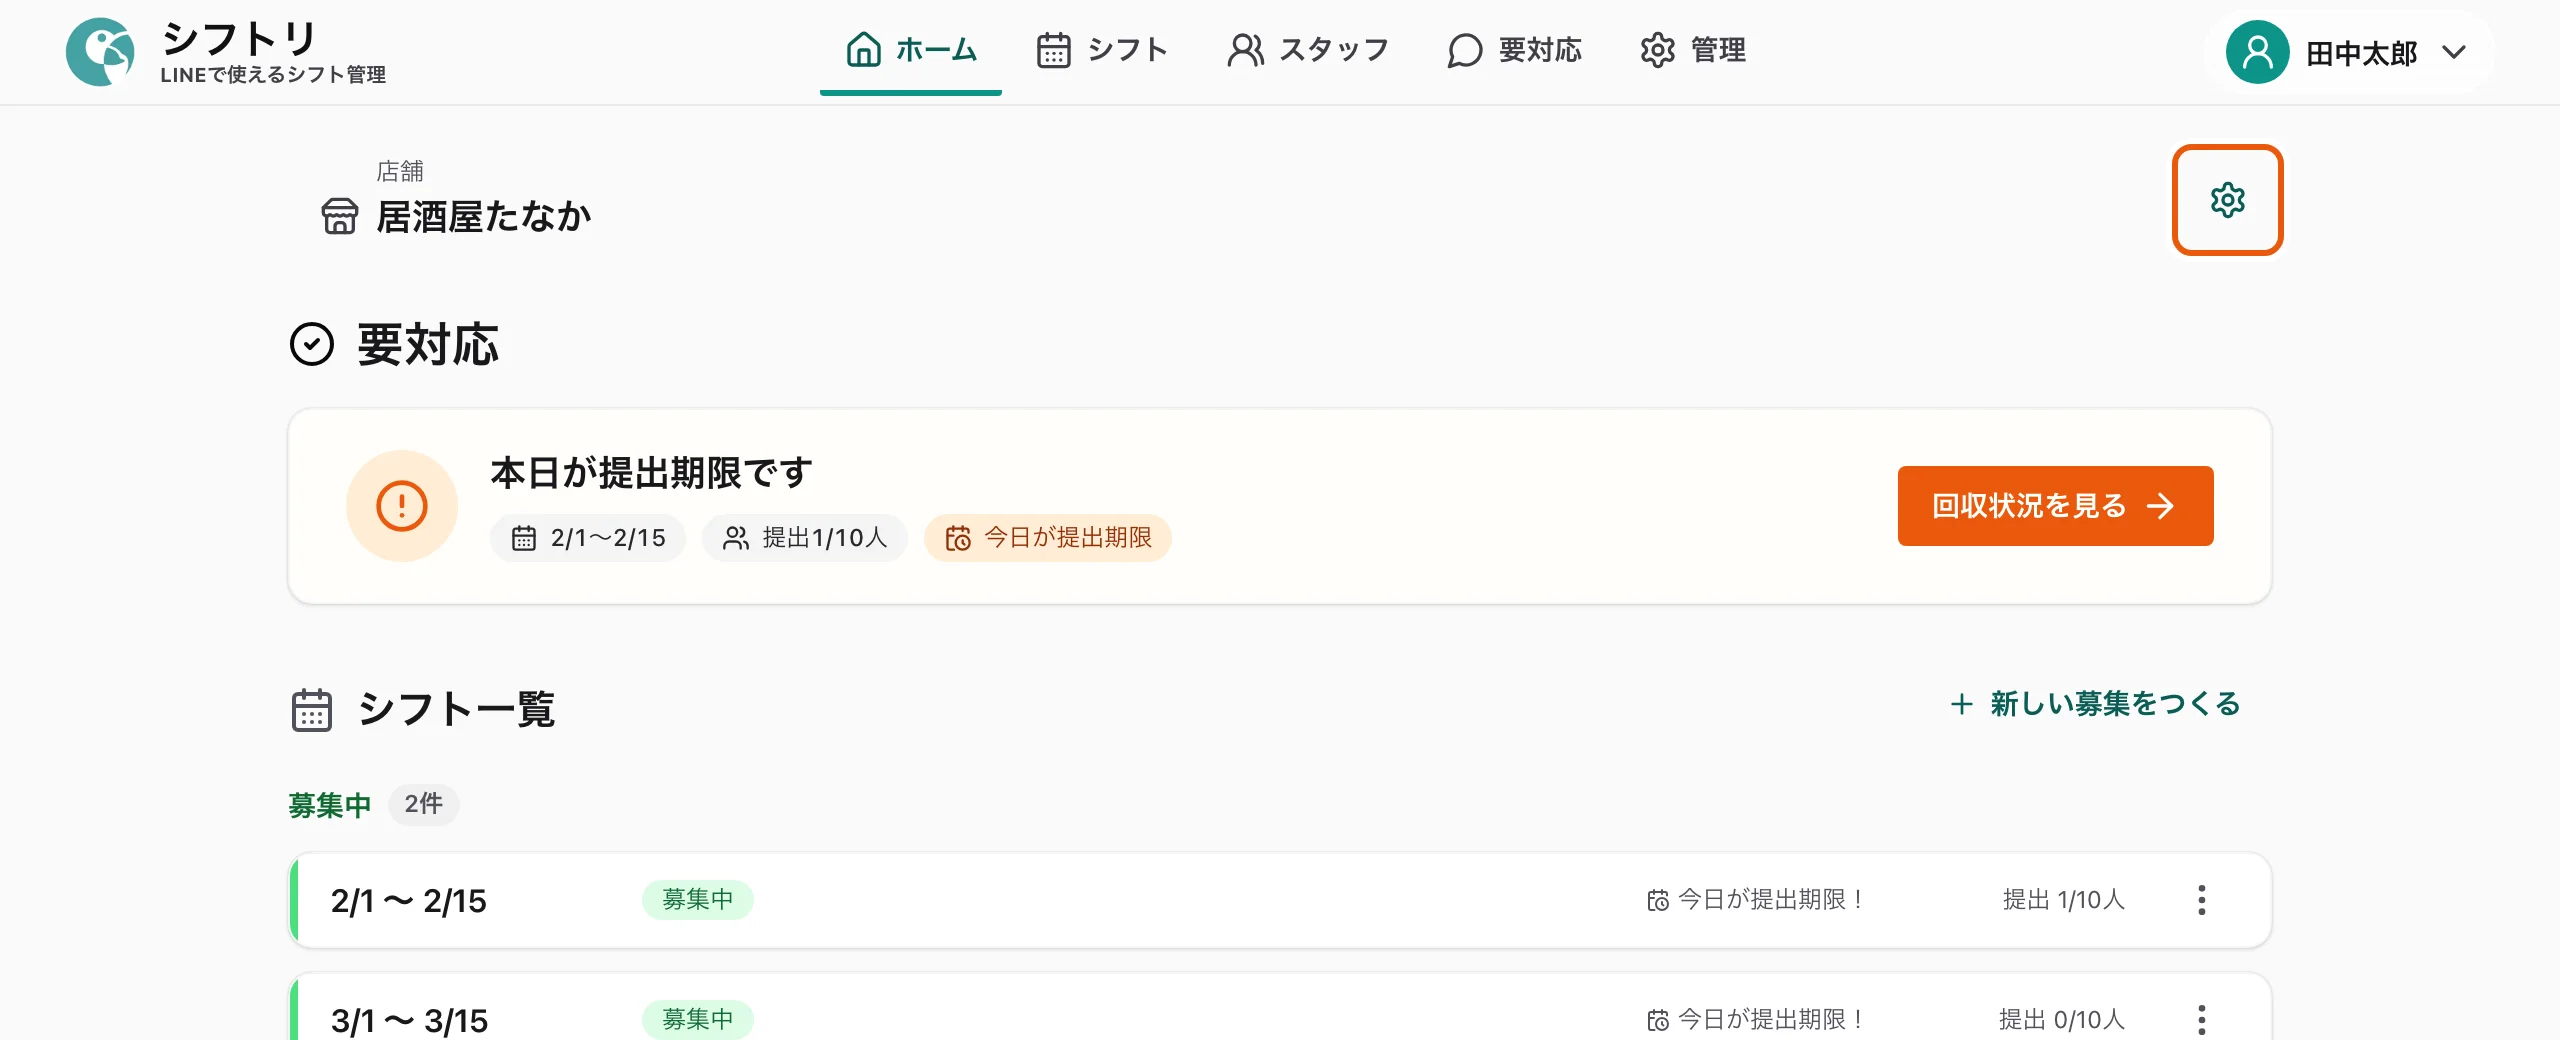 シフトリ
LINEで使えるシフト管理
ホーム
シフト
スタッフ
要対応
管理
田中太郎
店舗
居酒屋たなか
要対応
本日が提出期限です
2/1〜2/15
提出1/10人
今日が提出期限
回収状況を見る
シフト一覧
新しい募集をつくる
募集中
2件
2/1 〜 2/15
募集中
今日が提出期限！
提出 1/10人
3/1 〜 3/15
募集中
今日が提出期限！
提出 0/10人